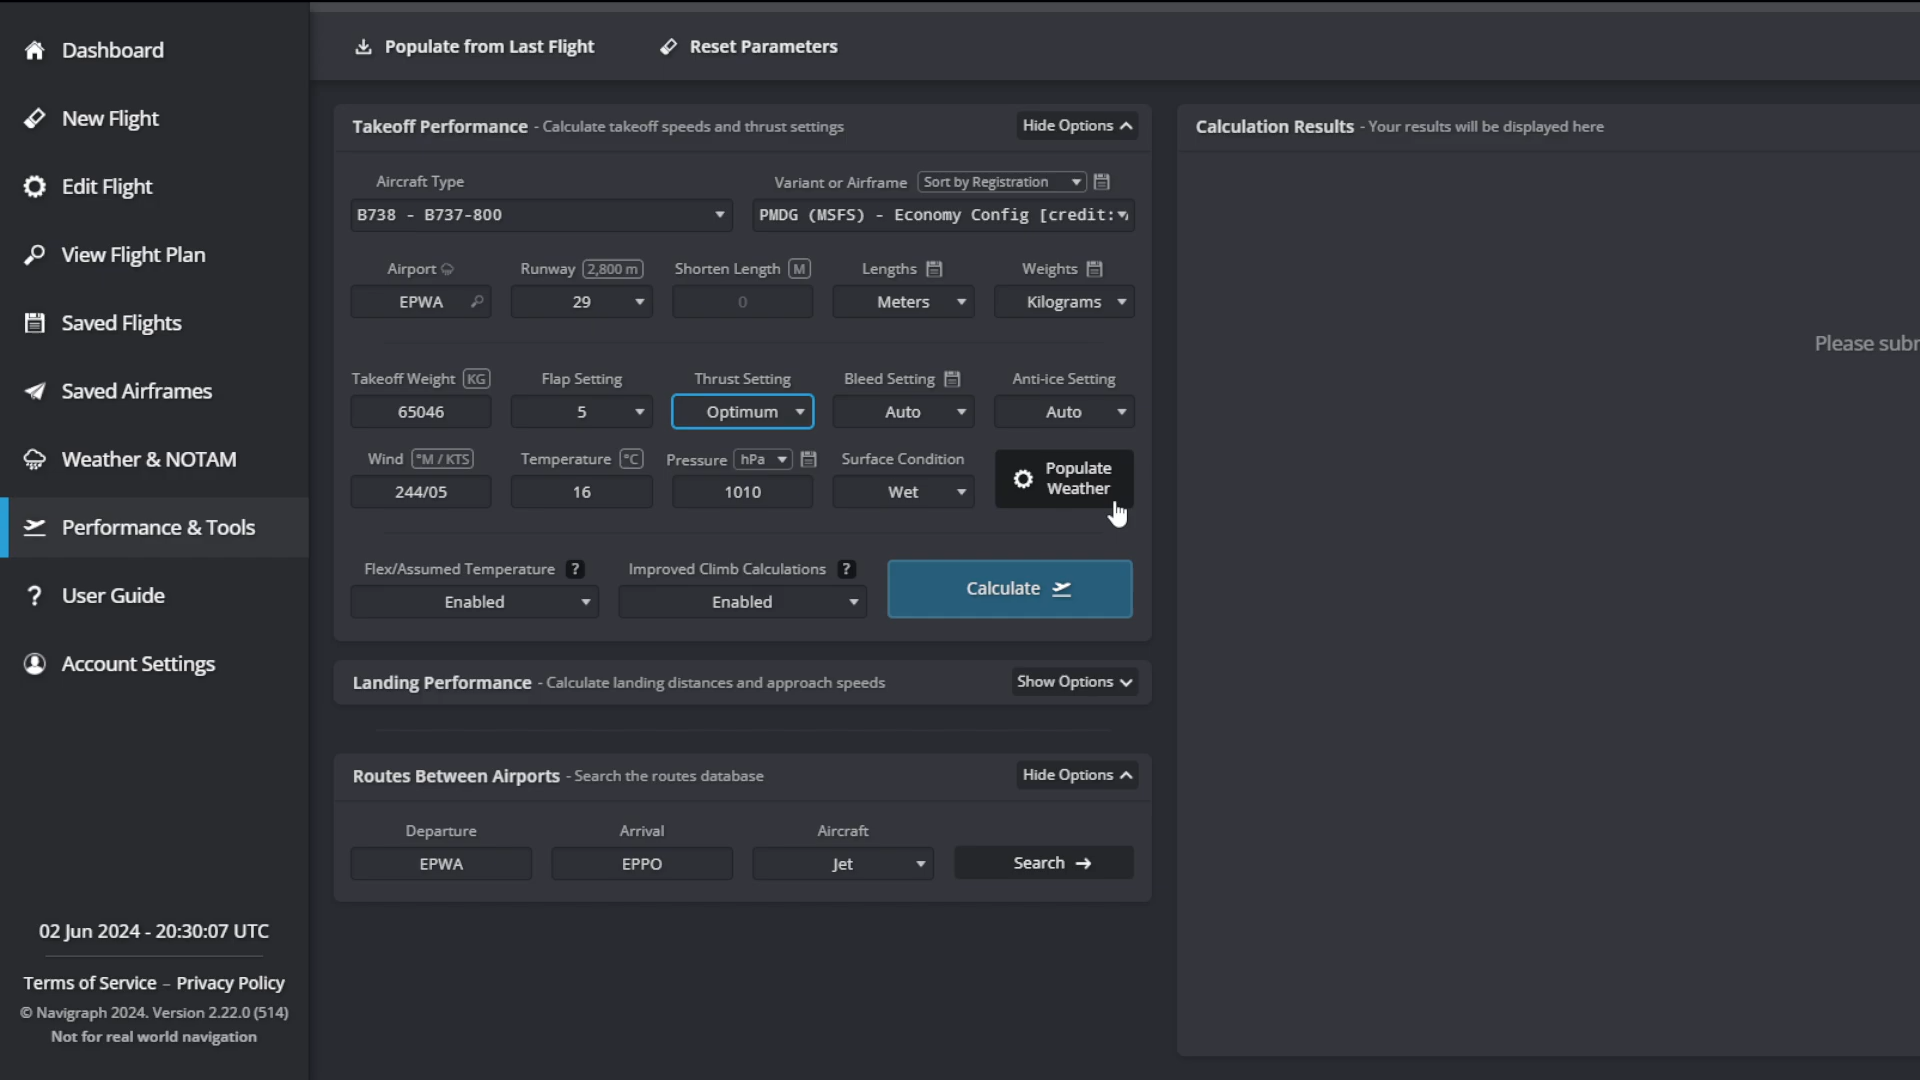 Dashboard
New Flight
Edit Flight
View Flight Plan
Saved Flights
Saved Airframes
Weather & NOTAM
Performance & Tools
User Guide
Account Settings
02 Jun 2024 - 20:30:07 UTC
Terms of Service – Privacy Policy
© Navigraph 2024. Version 2.22.0 (514)
Not for real world navigation
Populate from Last Flight Reset Parameters
Takeoff Performance - Calculate takeoff speeds and thrust settings Hide Options
Aircraft Type Variant or Airframe Sort by Registration
B738 - B737-800 PMDG (MSFS) - Economy Config [credit:
Airport Runway 2,800 m Shorten Length M Lengths Weights
EPWA 29 0 Meters Kilograms
Takeoff Weight KG Flap Setting Thrust Setting Bleed Setting Anti-ice Setting
65046 5 Optimum Auto Auto
Wind °M / KTS Temperature °C Pressure hPa Surface Condition Populate
Weather
244/05 16 1010 Wet
Flex/Assumed Temperature ? Improved Climb Calculations ?
Enabled Enabled Calculate
Landing Performance - Calculate landing distances and approach speeds Show Options
Routes Between Airports - Search the routes database Hide Options
Departure Arrival Aircraft
EPWA EPPO Jet Search →
Calculation Results - Your results will be displayed here
Please subm